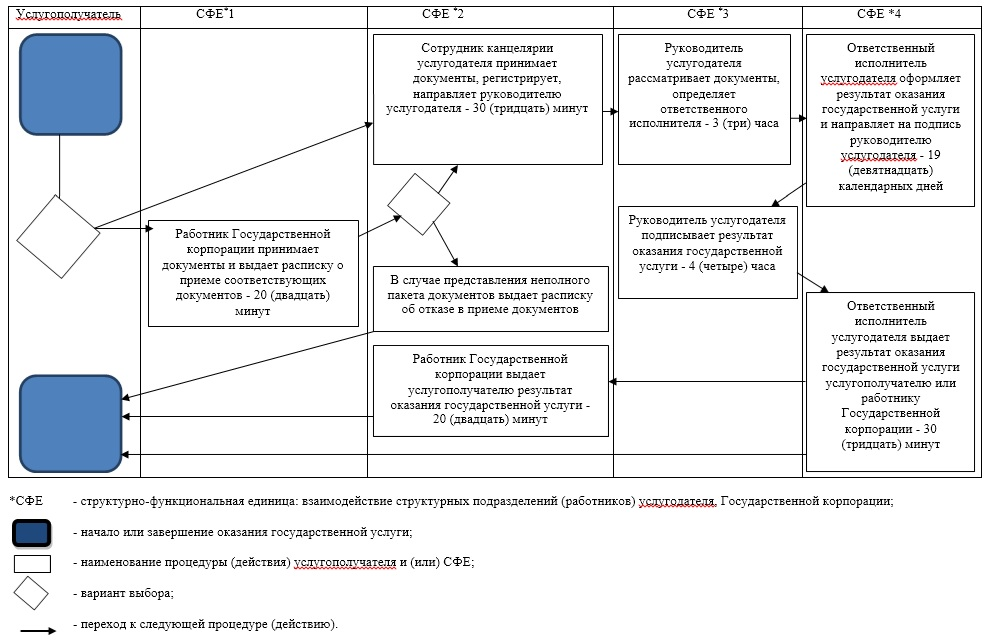 Услугополучатель
СФЕ*1
СФЕ *2
СФЕ *3
СФЕ *4
Работник Государственной
корпорации принимает
документы и выдает расписку о
приеме соответствующих
документов - 20 (двадцать)
минут
Сотрудник канцелярии
услугодателя принимает
документы, регистрирует,
направляет руководителю
услугодателя - 30 (тридцать) минут
В случае представления неполного
пакета документов выдает расписку
об отказе в приеме документов
Работник Государственной
корпорации выдает
услугополучателю результат
оказания государственной услуги -
20 (двадцать) минут
Руководитель
услугодателя
рассматривает документы,
определяет
ответственного
исполнителя - 3 (три) часа
Руководитель услугодателя
подписывает результат
оказания государственной
услуги - 4 (четыре) часа
Ответственный
исполнитель
услугодателя оформляет
результат оказания
государственной услуги
и направляет на подпись
руководителю
услугодателя - 19
(девятнадцать)
календарных дней
Ответственный
исполнитель
услугодателя выдает
результат оказания
государственной услуги
услугополучателю или
работнику
Государственной
корпорации - 30
(тридцать) минут
*СФЕ - структурно-функциональная единица: взаимодействие структурных подразделений (работников) услугодателя, Государственной корпорации;
- начало или завершение оказания государственной услуги;
- наименование процедуры (действия) услугополучателя и (или) СФЕ;
- вариант выбора;
- переход к следующей процедуре (действию).